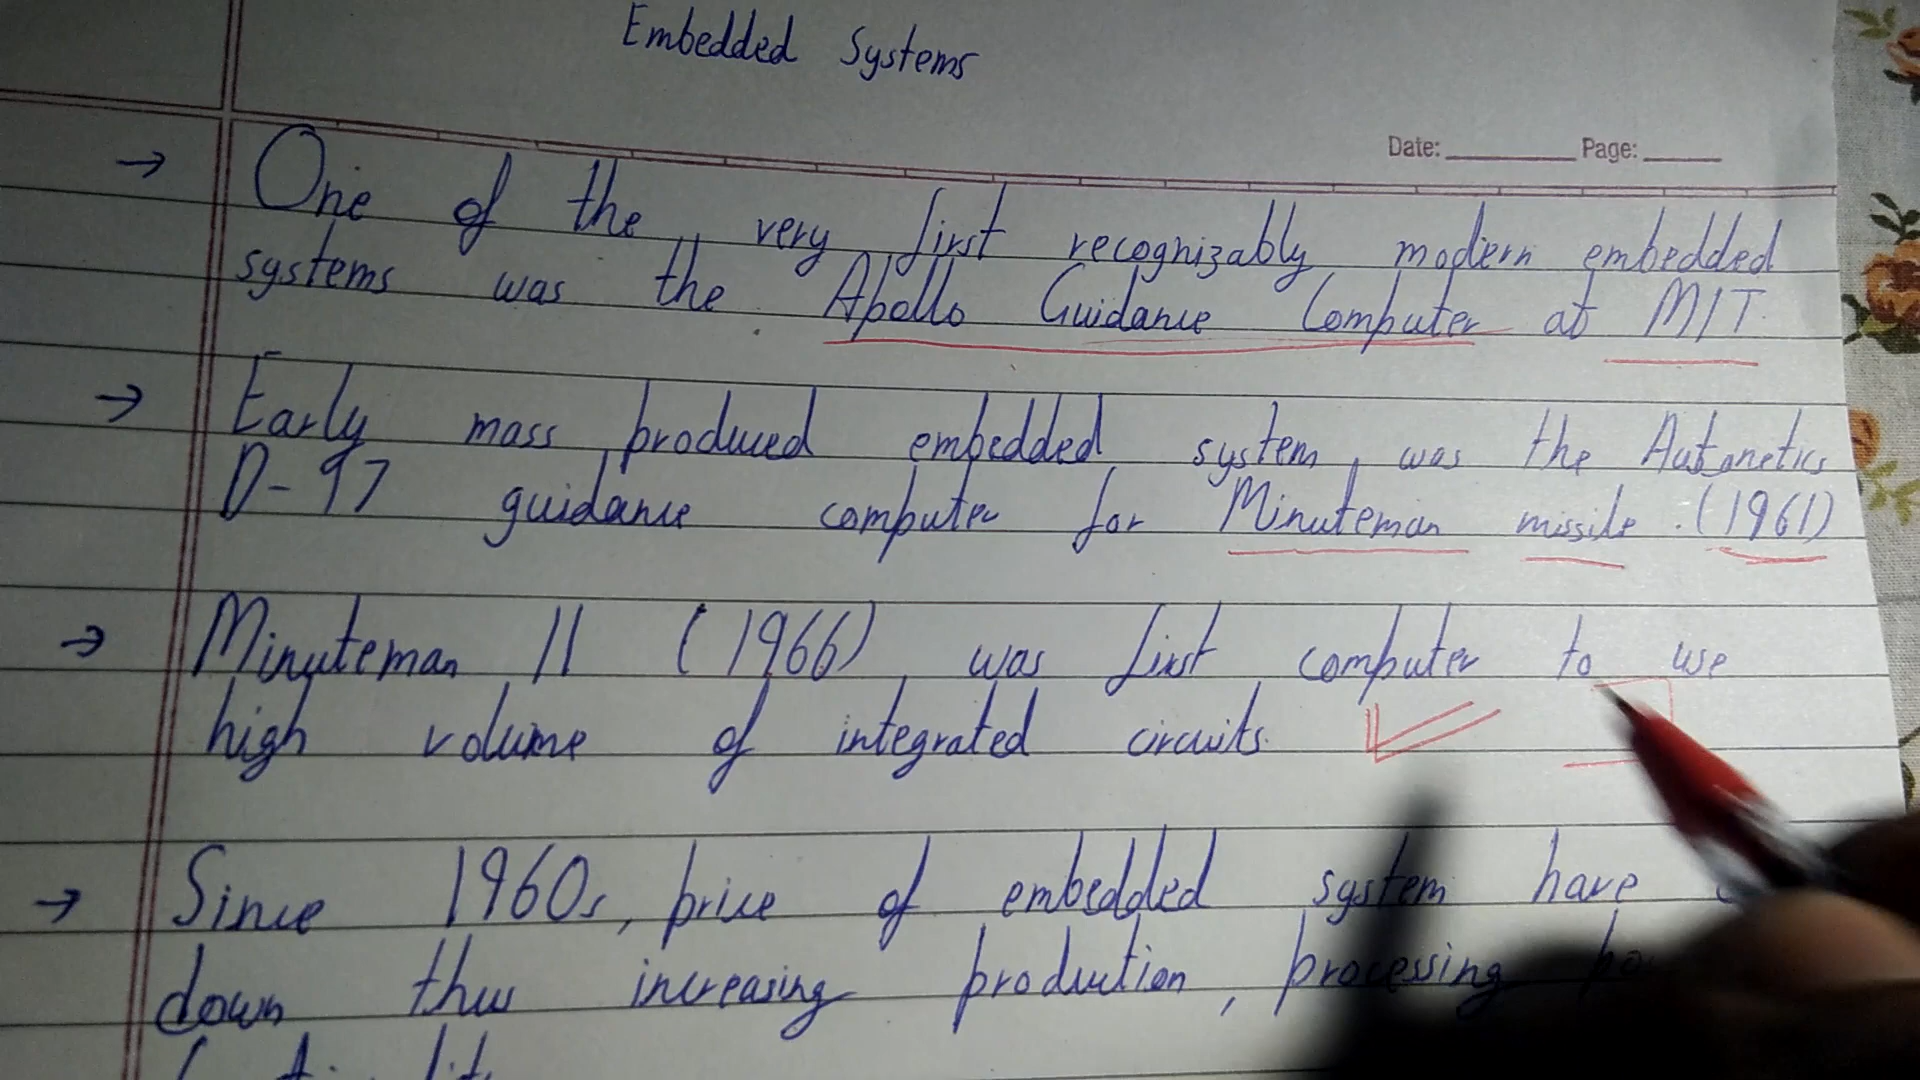 Embedded Systems
Date: Page:
→ One of the very first recognizably modern embedded
systems was the Apollo Guidance Computer at MIT.
→ Early mass produced embedded system, was the Autonetics
D-97 guidance computer for Minuteman missile. (1961)
→ Minuteman II (1966) was first computer to use
high volume of integrated circuits.
→ Since 1960s, price of embedded system have
down thus increasing production, processing